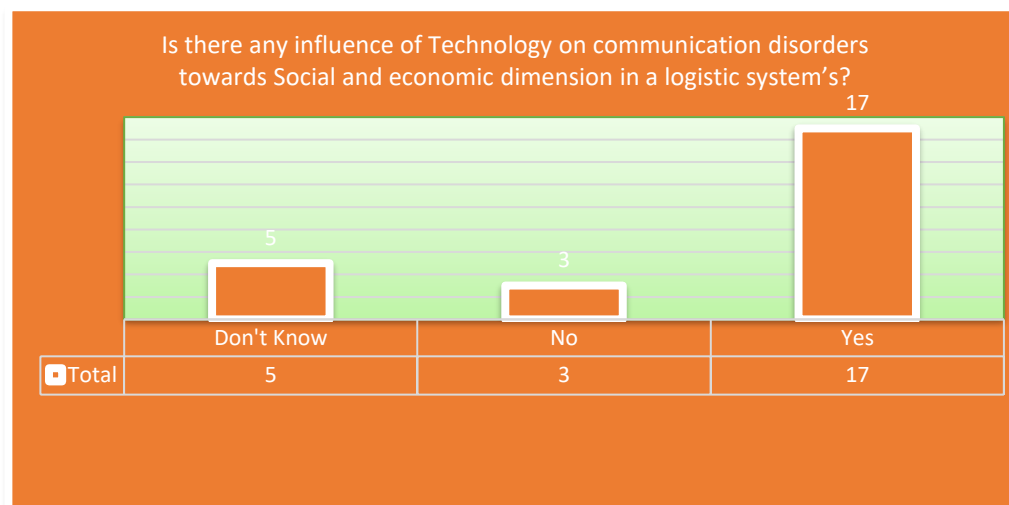 Is there any influence of Technology on communication disorders
towards Social and economic dimension in a logistic system's?
17
5
3
Don't Know No Yes
Total 5 3 17